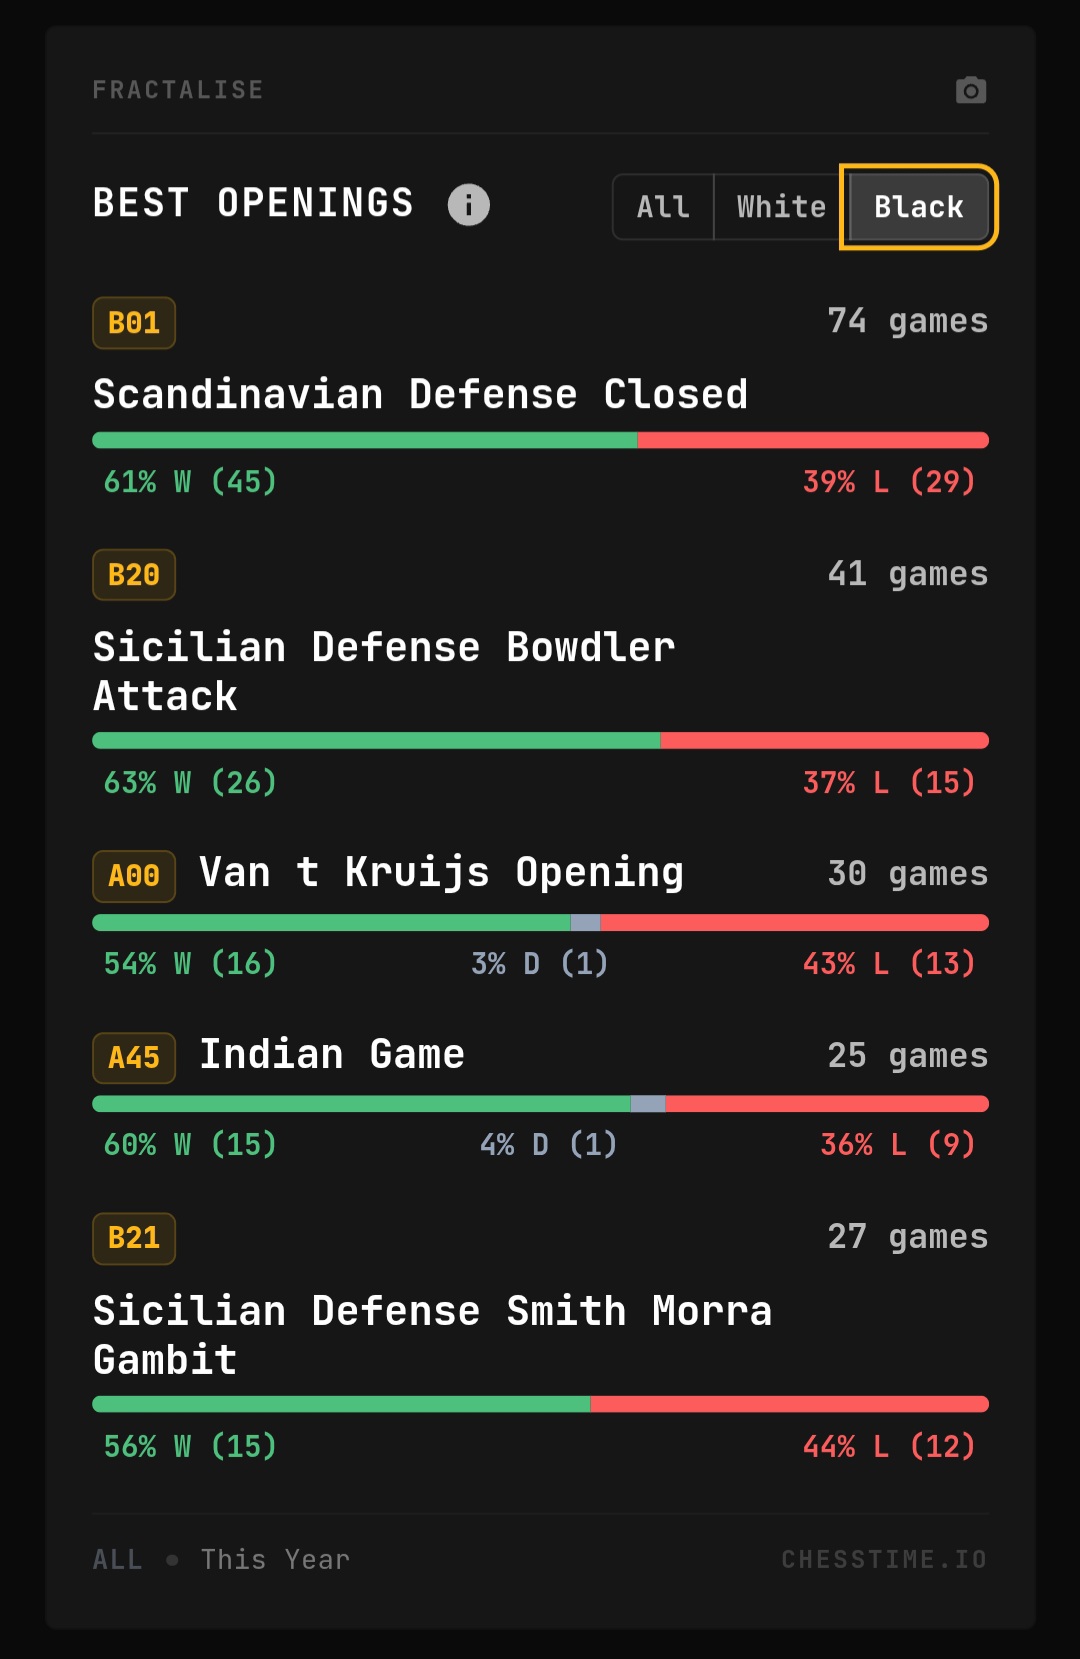 FRACTALISE
BEST OPENINGS i All White Black
B01 74 games
Scandinavian Defense Closed
61% W (45) 39% L (29)
B20 41 games
Sicilian Defense Bowdler
Attack
63% W (26) 37% L (15)
A00 Van t Kruijs Opening 30 games
54% W (16) 3% D (1) 43% L (13)
A45 Indian Game 25 games
60% W (15) 4% D (1) 36% L (9)
B21 27 games
Sicilian Defense Smith Morra
Gambit
56% W (15) 44% L (12)
ALL • This Year CHESSTIME.IO